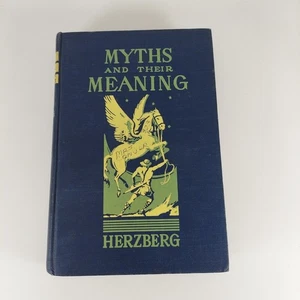 MYTHS
AND THEIR
MEANING
HERZBERG